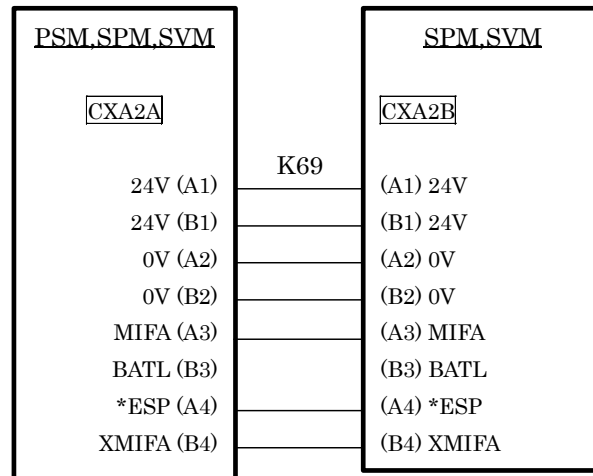 PSM,SPM,SVM SPM,SVM
CXA2A CXA2B
K69
24V (A1) (A1) 24V
24V (B1) (B1) 24V
0V (A2) (A2) 0V
0V (B2) (B2) 0V
MIFA (A3) (A3) MIFA
BATL (B3) (B3) BATL
*ESP (A4) (A4) *ESP
XMIFA (B4) (B4) XMIFA